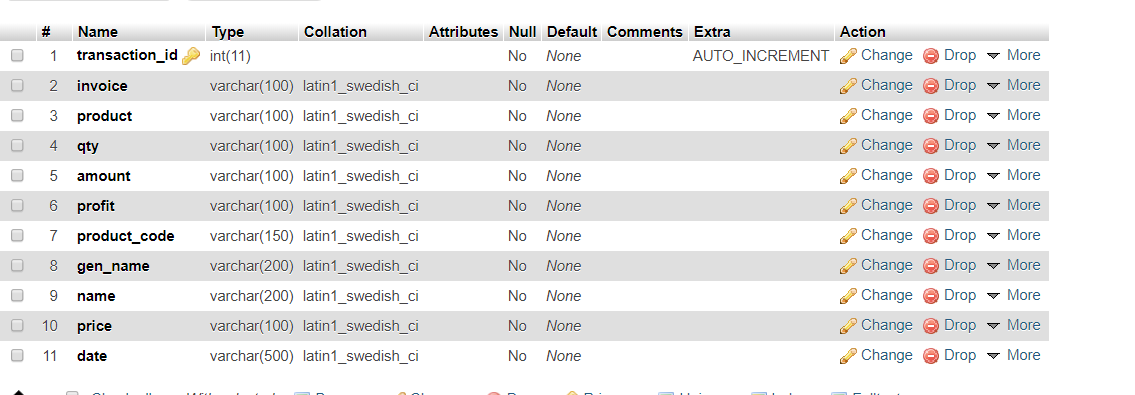 # Name Type Collation Attributes Null Default Comments Extra Action
1 transaction_id int(11) No None AUTO_INCREMENT Change Drop More
2 invoice varchar(100) latin1_swedish_ci No None Change Drop More
3 product varchar(100) latin1_swedish_ci No None Change Drop More
4 qty varchar(100) latin1_swedish_ci No None Change Drop More
5 amount varchar(100) latin1_swedish_ci No None Change Drop More
6 profit varchar(100) latin1_swedish_ci No None Change Drop More
7 product_code varchar(150) latin1_swedish_ci No None Change Drop More
8 gen_name varchar(200) latin1_swedish_ci No None Change Drop More
9 name varchar(200) latin1_swedish_ci No None Change Drop More
10 price varchar(100) latin1_swedish_ci No None Change Drop More
11 date varchar(500) latin1_swedish_ci No None Change Drop More